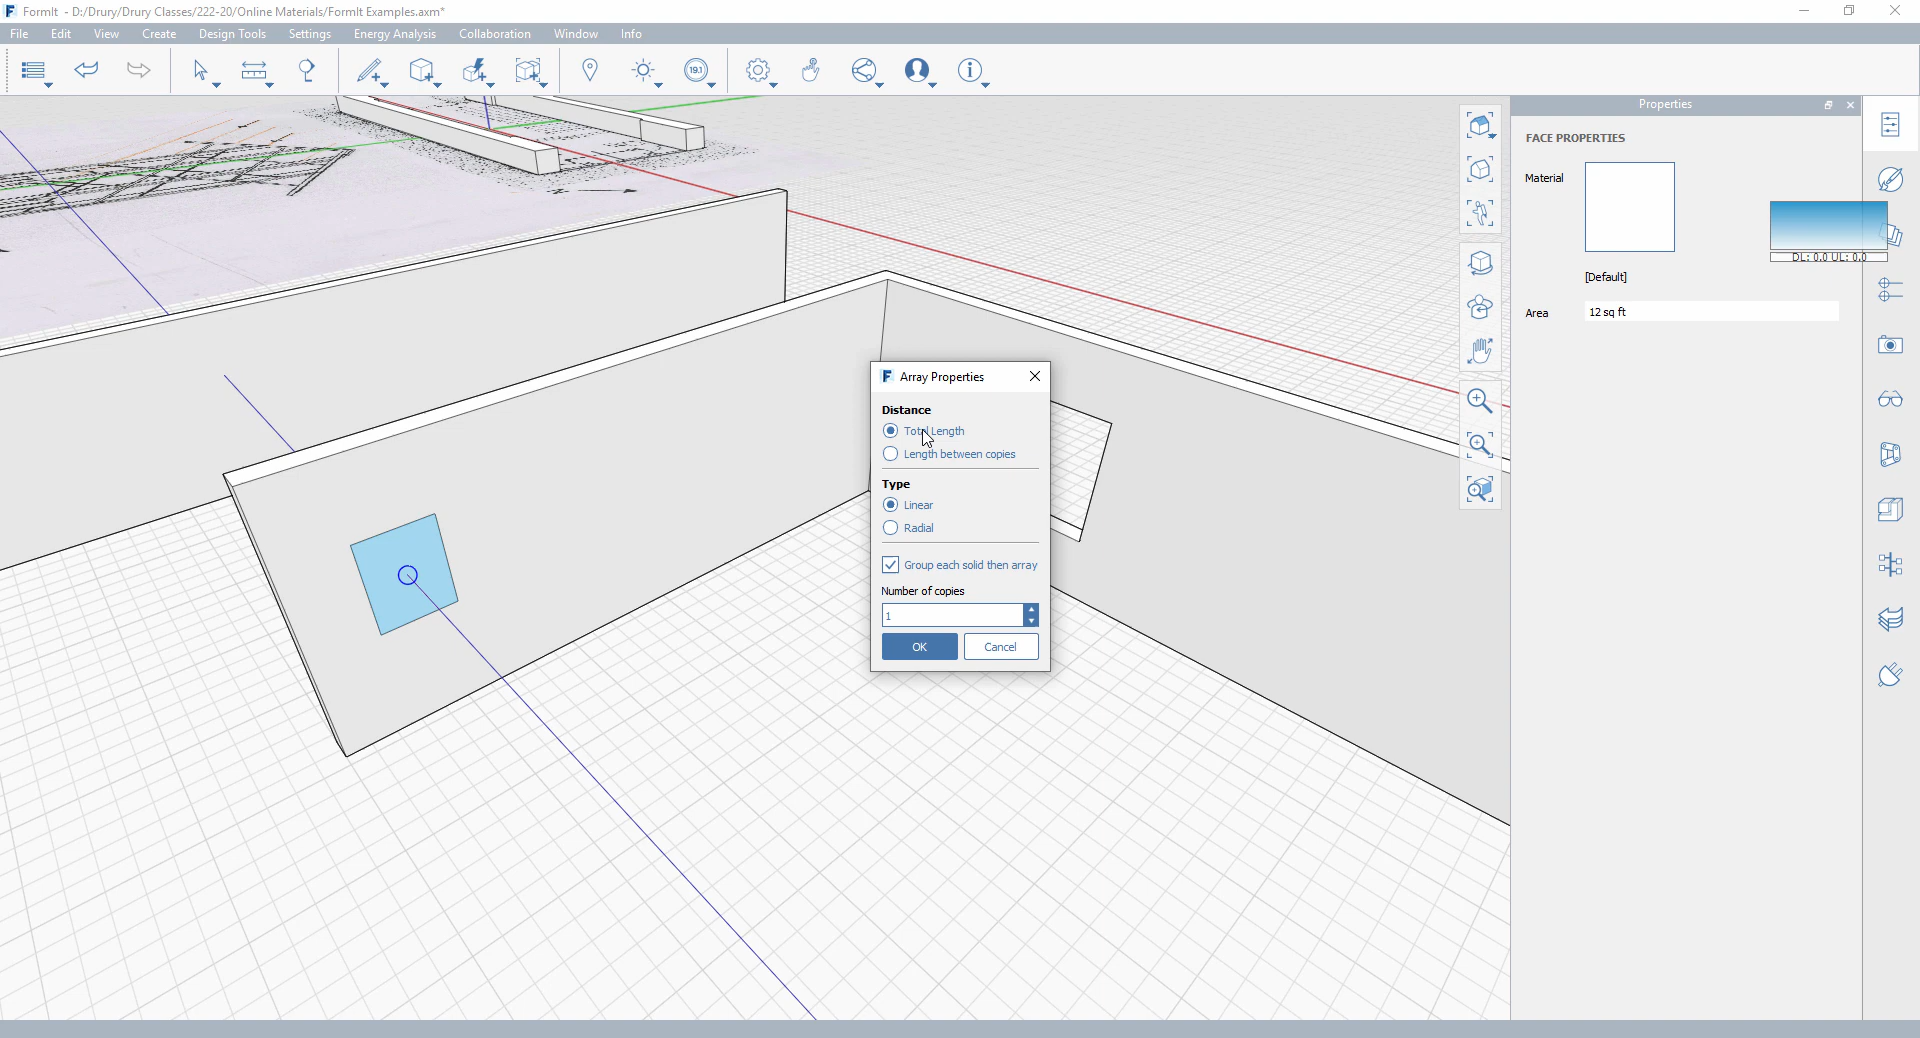 FormIt - D:/Drury/Drury Classes/222-20/Online Materials/FormIt Examples.axm*
File Edit View Create Design Tools Settings Energy Analysis Collaboration Window Info
19.1
Properties
FACE PROPERTIES
Material
DL: 0.0 UL: 0.0
[Default]
Area 12 sq ft
Array Properties
Distance
Total Length
Length between copies
Type
Linear
Radial
Group each solid then array
Number of copies
1
OK Cancel